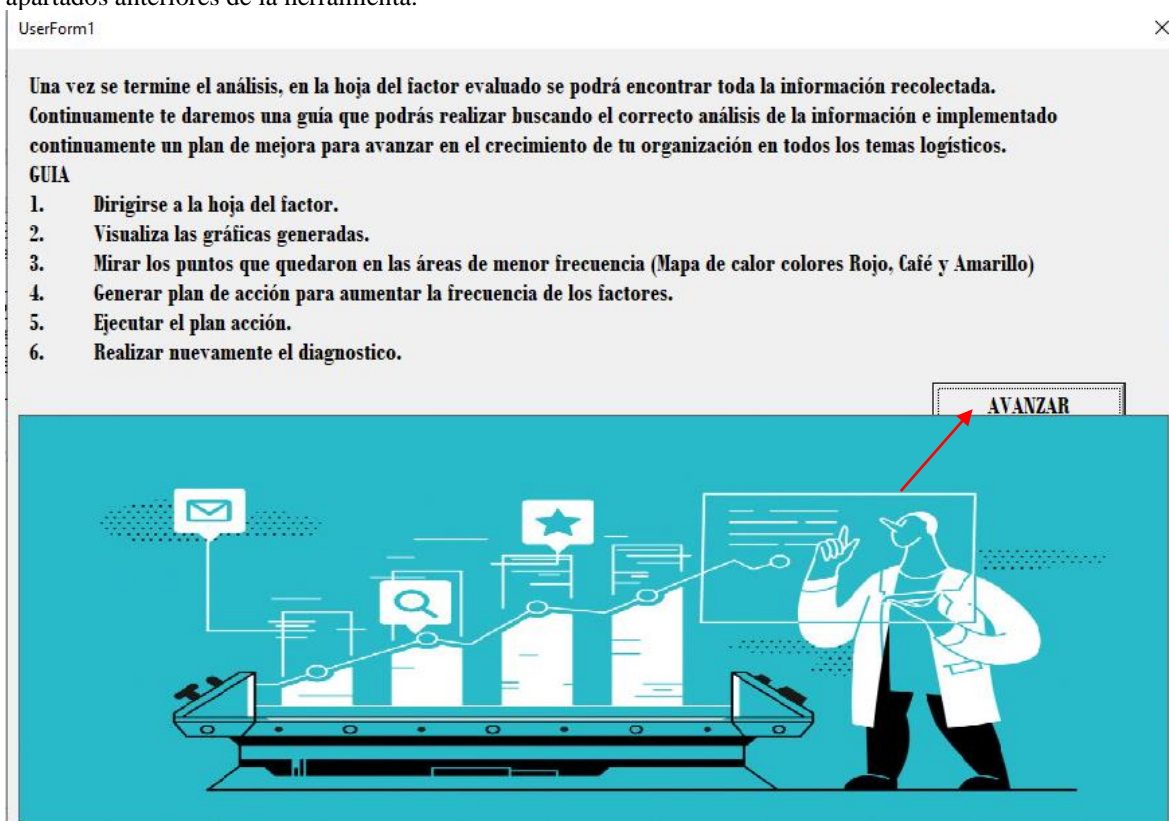 apartados anteriores de la herramienta.
UserForm1
Una vez se termine el análisis, en la hoja del factor evaluado se podrá encontrar toda la información recolectada.
Continuamente te daremos una guía que podrás realizar buscando el correcto análisis de la información e implementado
continuamente un plan de mejora para avanzar en el crecimiento de tu organización en todos los temas logísticos.
GUIA
1. Dirigirse a la hoja del factor.
2. Visualiza las gráficas generadas.
3. Mirar los puntos que quedaron en las áreas de menor frecuencia (Mapa de calor colores Rojo, Café y Amarillo)
4. Generar plan de acción para aumentar la frecuencia de los factores.
5. Ejecutar el plan acción.
6. Realizar nuevamente el diagnostico.
AVANZAR